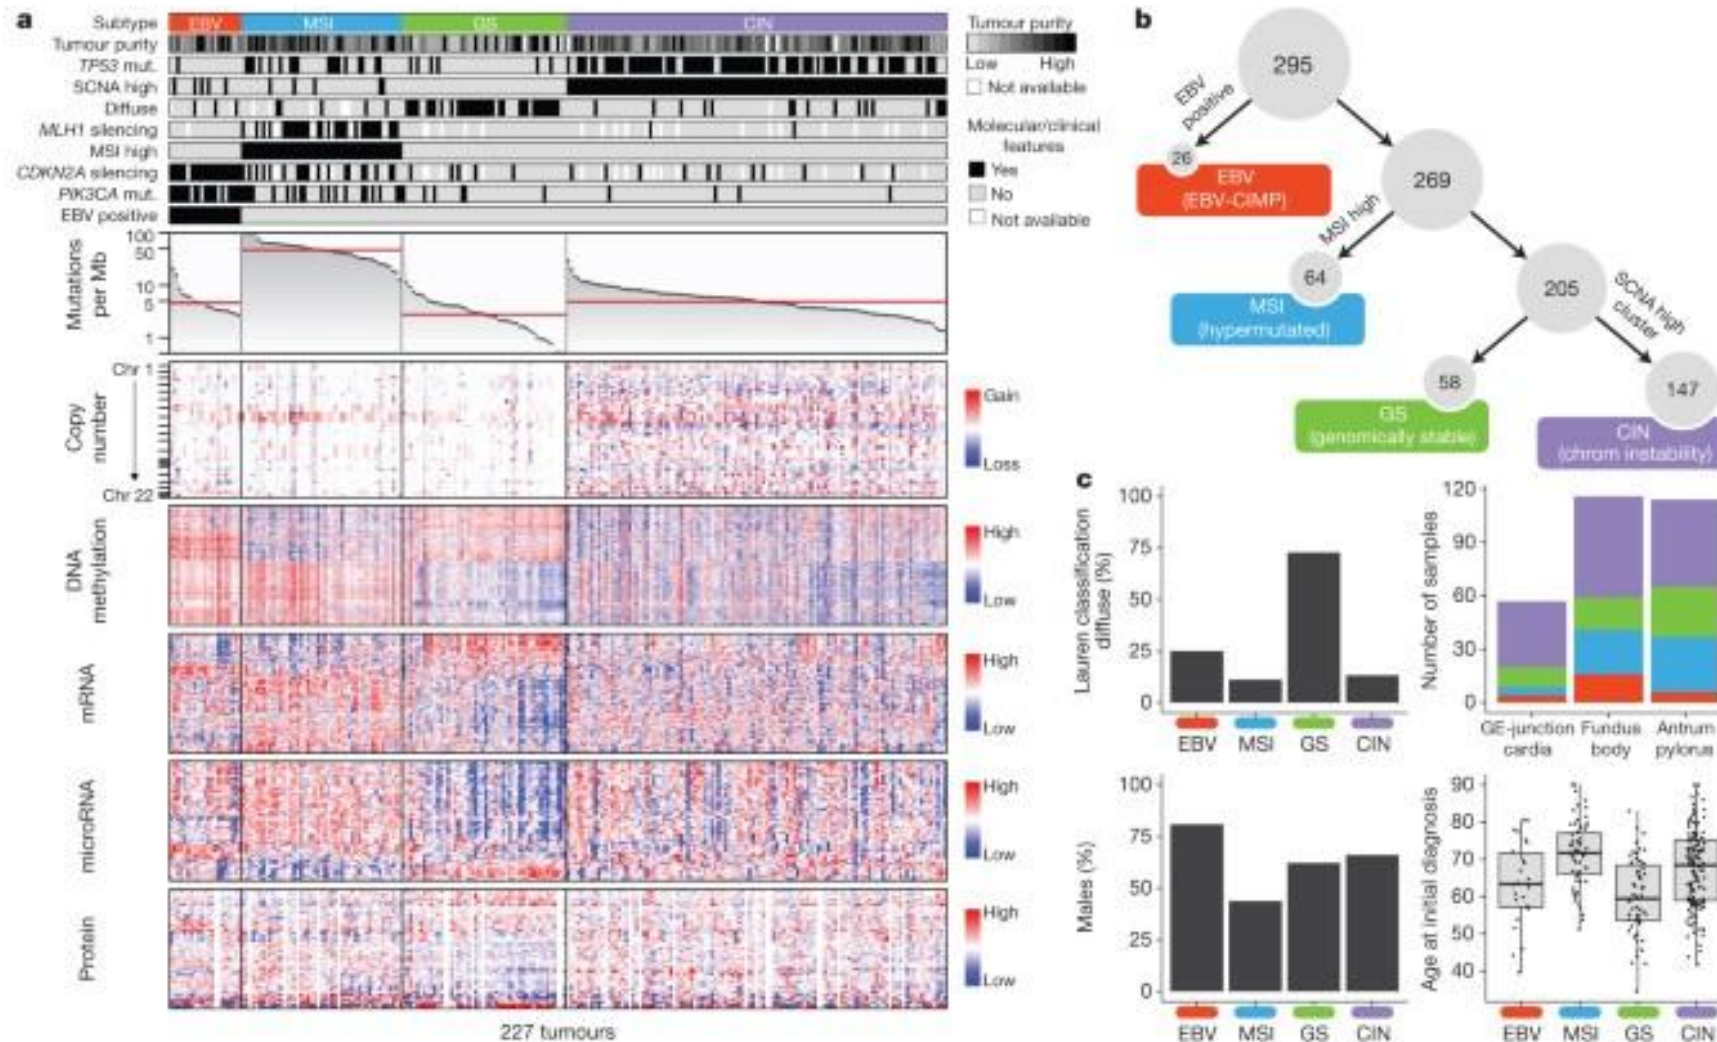 a
Subtype
EBV MSI GS CIN
Tumour purity
TP53 mut.
SCNA high
Diffuse
MLH1 silencing
MSI high
CDKN2A silencing
PIK3CA mut.
EBV positive
Tumour purity
Low High
Not available
Molecular/clinical
features
Yes
No
Not available
Mutations
per Mb
100
50
10
5
1
Copy
number
Chr 1
Chr 22
Gain
Loss
DNA
methylation
High
Low
mRNA
High
Low
microRNA
High
Low
Protein
High
Low
227 tumours
b
295
EBV
positive
26
EBV
(EBV-CIMP)
269
MSI high
64
MSI
(hypermutated)
205
SCNA high
cluster
58
GS
(genomically stable)
147
CIN
(chrom instability)
c
Lauren classification
diffuse (%)
100
75
50
25
0
EBV MSI GS CIN
Number of samples
120
90
60
30
0
GE-junction Fundus Antrum
cardia body pylorus
Males (%)
100
75
50
25
0
EBV MSI GS CIN
Age at initial diagnosis
90
80
70
60
50
40
EBV MSI GS CIN